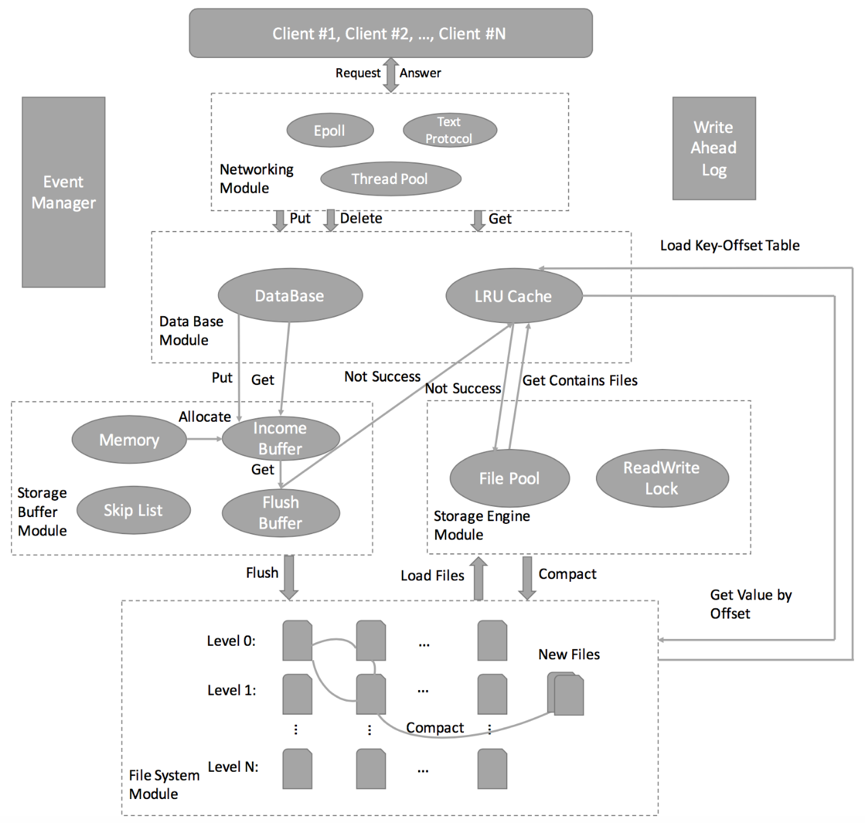 Client #1, Client #2, ..., Client #N
Request
Answer
Event
Manager
Epoll
Text
Protocol
Thread Pool
Networking
Module
Write
Ahead
Log
Put
Delete
Get
Load Key-Offset Table
DataBase
LRU Cache
Data Base
Module
Put
Get
Not Success
Not Success
Get Contains Files
Allocate
Memory
Income
Buffer
Get
Skip List
Flush
Buffer
Storage
Buffer
Module
File Pool
ReadWrite
Lock
Storage Engine
Module
Flush
Load Files
Compact
Get Value by
Offset
Level 0:
...
New Files
Level 1:
...
Compact
Level N:
...
File System
Module